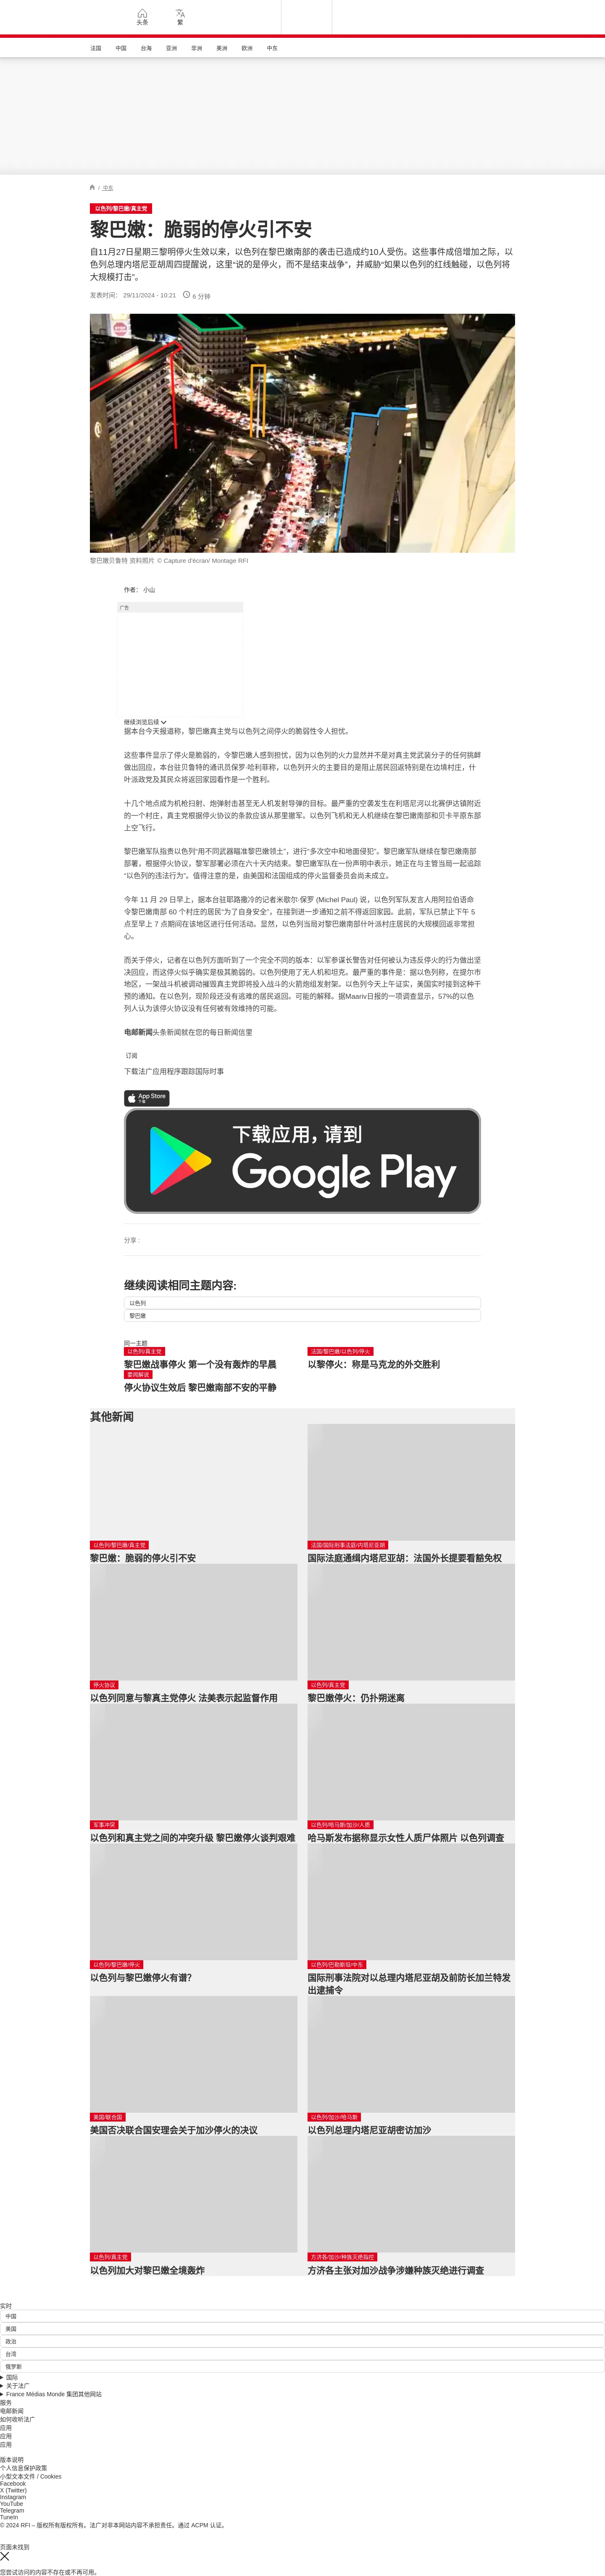 头条
繁
法国
中国
台海
亚洲
非洲
美洲
欧洲
中东
/ 中东
以色列/黎巴嫩/真主党
黎巴嫩：脆弱的停火引不安
自11月27日星期三黎明停火生效以来，以色列在黎巴嫩南部的袭击已造成约10人受伤。这些事件成倍增加之际，以
色列总理内塔尼亚胡周四提醒说，这里“说的是停火，而不是结束战争”，并威胁“如果以色列的红线触碰，以色列将
大规模打击”。
发表时间： 29/11/2024 - 10:21 6 分钟
黎巴嫩贝鲁特 资料照片 © Capture d'écran/ Montage RFI
作者： 小山
广告
继续浏览后续
据本台今天报道称，黎巴嫩真主党与以色列之间停火的脆弱性令人担忧。
这些事件显示了停火是脆弱的，令黎巴嫩人感到担忧，因为以色列的火力显然并不是对真主党武装分子的任何挑衅
做出回应，本台驻贝鲁特的通讯员保罗·哈利菲称，以色列开火的主要目的是阻止居民回返特别是在边境村庄，什
叶派政党及其民众将返回家园看作是一个胜利。
十几个地点成为机枪扫射、炮弹射击甚至无人机发射导弹的目标。最严重的空袭发生在利塔尼河以北赛伊达镇附近
的一个村庄，真主党根据停火协议的条款应该从那里撤军。以色列飞机和无人机继续在黎巴嫩南部和贝卡平原东部
上空飞行。
黎巴嫩军队指责以色列“用不同武器瞄准黎巴嫩领土”，进行“多次空中和地面侵犯”。黎巴嫩军队继续在黎巴嫩南部
部署，根据停火协议，黎军部署必须在六十天内结束。黎巴嫩军队在一份声明中表示，她正在与主管当局一起追踪
“以色列的违法行为”。值得注意的是，由美国和法国组成的停火监督委员会尚未成立。
今年 11 月 29 日早上，据本台驻耶路撒冷的记者米歇尔·保罗 (Michel Paul) 说，以色列军队发言人用阿拉伯语命
令黎巴嫩南部 60 个村庄的居民“为了自身安全”，在接到进一步通知之前不得返回家园。此前，军队已禁止下午 5
点至早上 7 点期间在该地区进行任何活动。显然，以色列当局对黎巴嫩南部什叶派村庄居民的大规模回返非常担
心。
而关于停火，记者在以色列方面听到了一个完全不同的版本：以军参谋长警告对任何被认为违反停火的行为做出坚
决回应，而这停火似乎确实是极其脆弱的。以色列使用了无人机和坦克。最严重的事件是：据以色列称，在提尔市
地区，一架战斗机被调动摧毁真主党即将投入战斗的火箭炮组发射架。以色列今天上午证实，美国实时接到这种干
预的通知。在以色列，现阶段还没有逃难的居民返回。可能的解释。据Maariv日报的一项调查显示，57%的以色
列人认为该停火协议没有任何被有效维持的可能。
电邮新闻头条新闻就在您的每日新闻信里
订阅
下载法广应用程序跟踪国际时事
App Store
下载
下载应用，请到
Google Play
分享 :
继续阅读相同主题内容:
以色列
黎巴嫩
同一主题
以色列/真主党
黎巴嫩战事停火 第一个没有轰炸的早晨
法国/黎巴嫩/以色列/停火
以黎停火：称是马克龙的外交胜利
要闻解说
停火协议生效后 黎巴嫩南部不安的平静
其他新闻
以色列/黎巴嫩/真主党
黎巴嫩：脆弱的停火引不安
法国/国际刑事法庭/内塔尼亚胡
国际法庭通缉内塔尼亚胡：法国外长提要看豁免权
停火协议
以色列同意与黎真主党停火 法美表示起监督作用
以色列/真主党
黎巴嫩停火：仍扑朔迷离
军事冲突
以色列和真主党之间的冲突升级 黎巴嫩停火谈判艰难
以色列/哈马斯/加沙/人质
哈马斯发布据称显示女性人质尸体照片 以色列调查
以色列/黎巴嫩/停火
以色列与黎巴嫩停火有谱?
以色列/巴勒斯坦/中东
国际刑事法院对以总理内塔尼亚胡及前防长加兰特发
出逮捕令
美国/联合国
美国否决联合国安理会关于加沙停火的决议
以色列/加沙/哈马斯
以色列总理内塔尼亚胡密访加沙
以色列/真主党
以色列加大对黎巴嫩全境轰炸
方济各/加沙/种族灭绝指控
方济各主张对加沙战争涉嫌种族灭绝进行调查
实时
中国
美国
政治
台湾
俄罗斯
国际
关于法广
France Médias Monde 集团其他网站
服务
电邮新闻
如何收听法广
应用
应用
应用
版本说明
个人信息保护政策
小型文本文件 / Cookies
Facebook
X (Twitter)
Instagram
YouTube
Telegram
TuneIn
© 2024 RFI – 版权所有版权所有。法广对非本网站内容不承担责任。通过 ACPM 认证。
页面未找到
您尝试访问的内容不存在或不再可用。